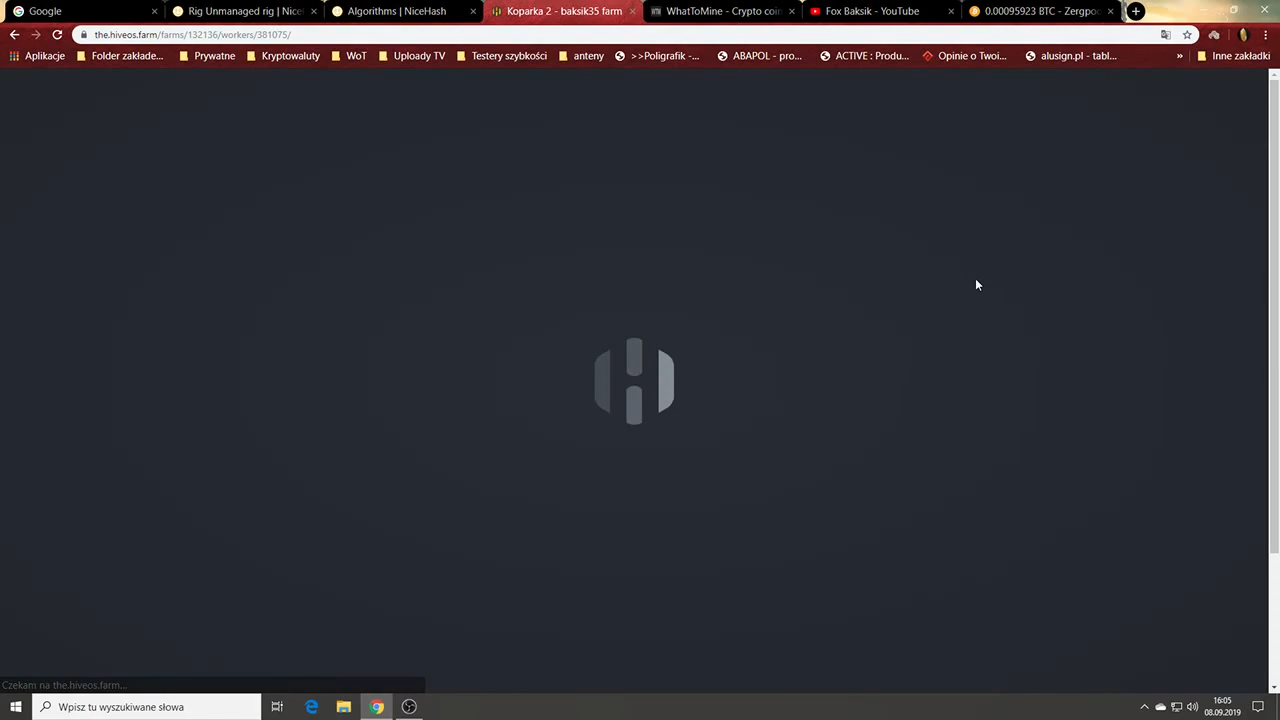 Google
Rig Unmanaged rig | Nice
Algorithms | NiceHash
Koparka 2 - baksik35 farm
WhatToMine - Crypto coin
Fox Baksik - YouTube
0.00095923 BTC - Zergpoo
the.hiveos.farm/farms/132136/workers/381075/
Aplikacje
Folder zakłade...
Prywatne
Kryptowaluty
WoT
Uploady TV
Testery szybkości
anteny
>>Poligrafik -...
ABAPOL - pro...
ACTIVE : Produ...
Opinie o Twoi...
alusign.pl - tabl...
»
Inne zakładki
Czekam na the.hiveos.farm...
Wpisz tu wyszukiwane słowa
16:05
08.09.2019